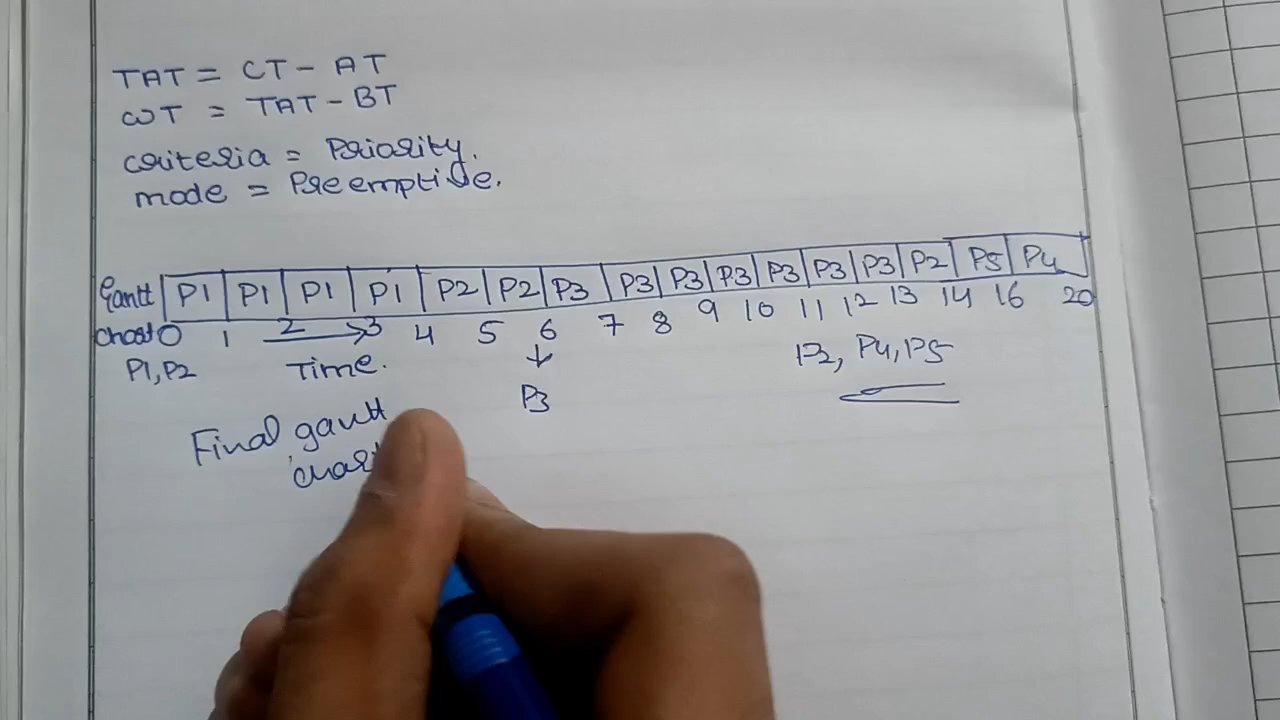 TAT = CT - AT
WT = TAT - BT
criteria = Priority.
mode = Preemptive.
Gantt P1 P1 P1 P1 P2 P2 P3 P3 P3 P3 P3 P3 P3 P2 P5 P4
chart 0 1 2 3 4 5 6 7 8 9 10 11 12 13 14 16 20
P1, P2 Time. P3 P2, P4, P5
Final gantt
chart